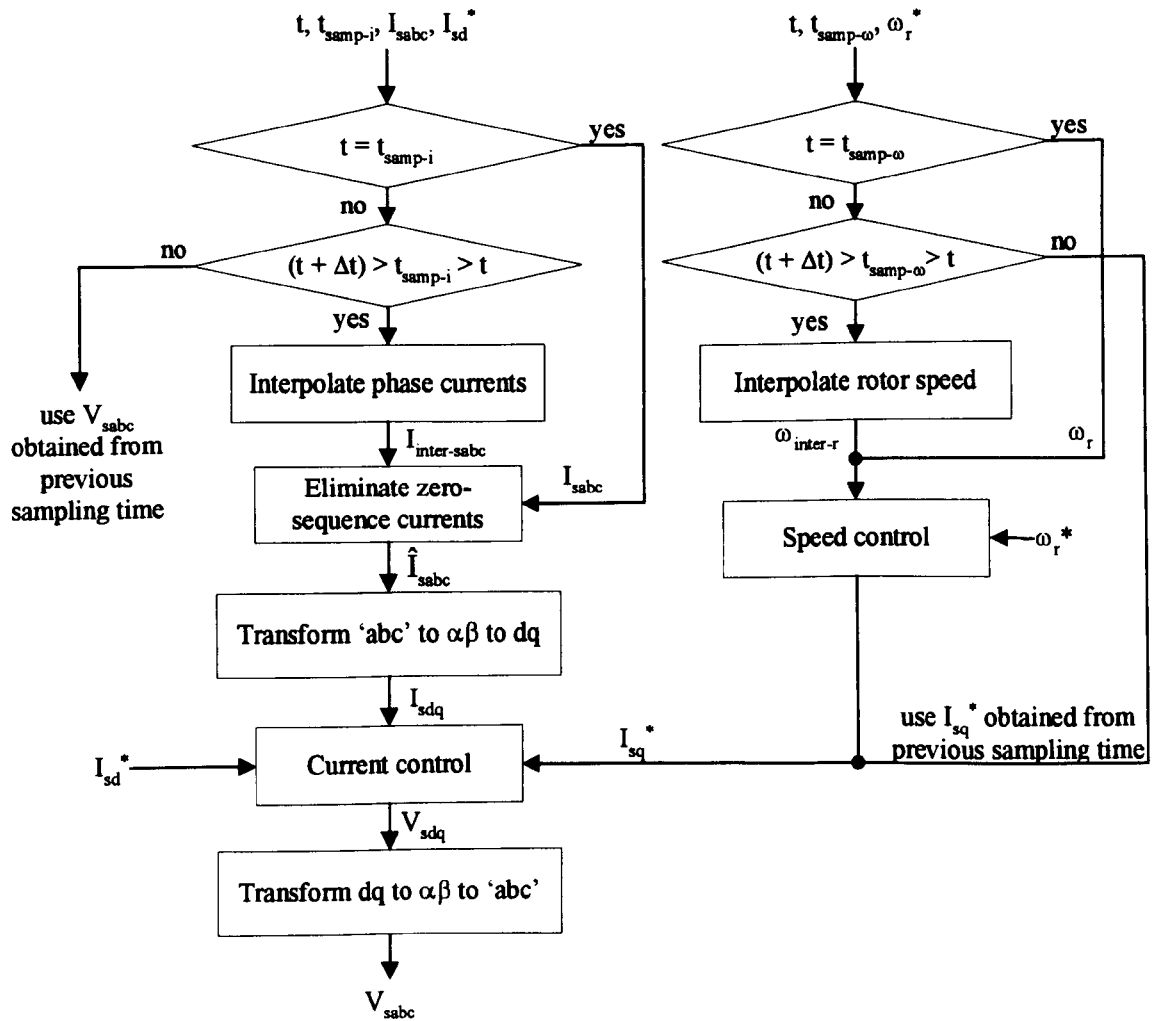 t, t_samp-i, I_sabc, I_sd*
t = t_samp-i
yes
no
(t + Δt) > t_samp-i > t
no
yes
Interpolate phase currents
use V_sabc
obtained from
previous
sampling time
I_inter-sabc
I_sabc
Eliminate zero-
sequence currents
Î_sabc
Transform ‘abc’ to αβ to dq
I_sdq
I_sd*
Current control
I_sq*
V_sdq
Transform dq to αβ to ‘abc’
V_sabc
t, t_samp-ω, ω_r*
t = t_samp-ω
yes
no
(t + Δt) > t_samp-ω > t
no
yes
Interpolate rotor speed
ω_inter-r
ω_r
Speed control
ω_r*
use I_sq* obtained from
previous sampling time